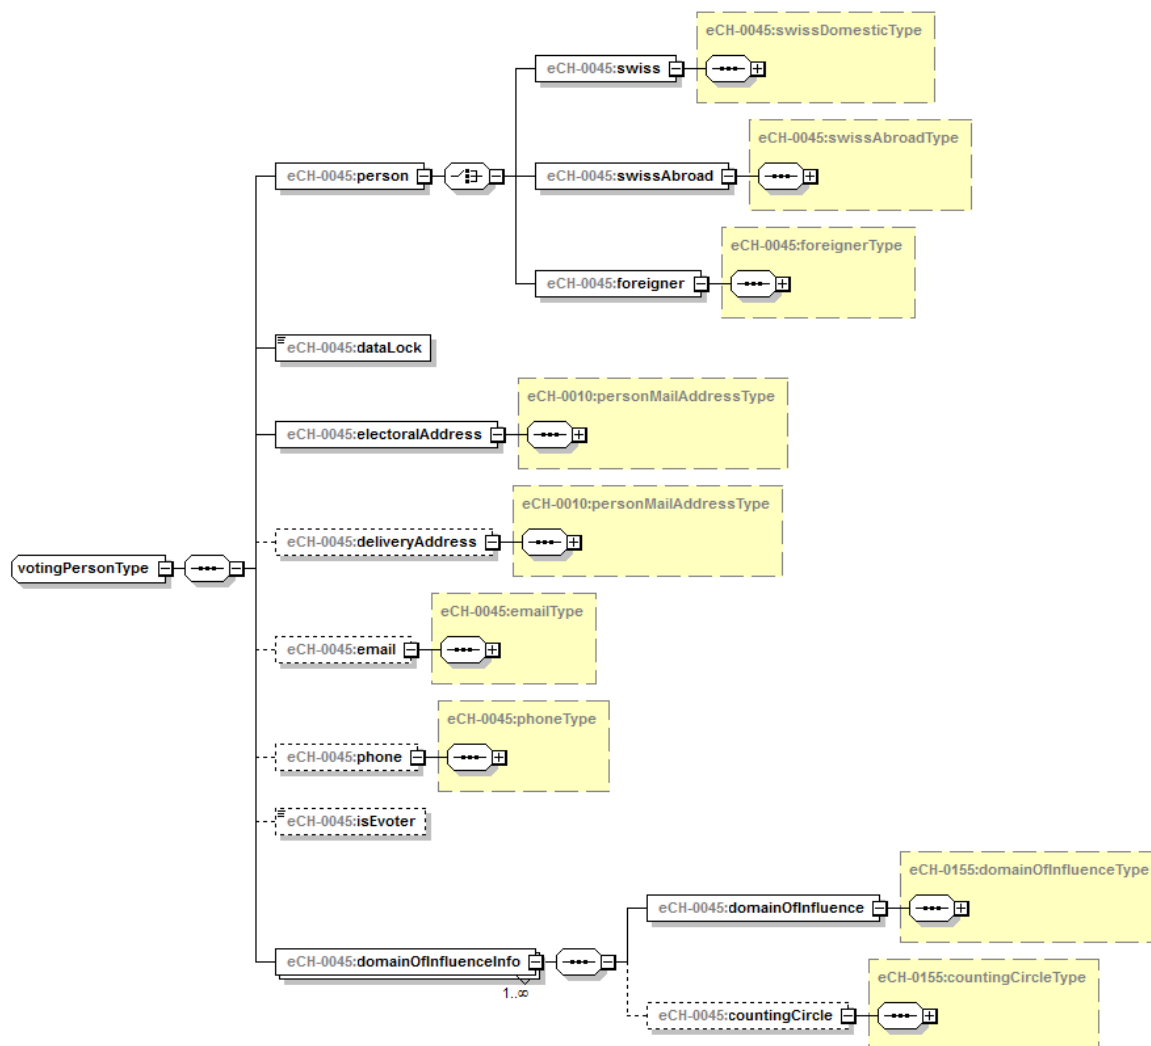 eCH-0045:swissDomesticType
eCH-0045:swiss
eCH-0045:swissAbroadType
eCH-0045:person
eCH-0045:swissAbroad
eCH-0045:foreignerType
eCH-0045:foreigner
eCH-0045:dataLock
eCH-0010:personMailAddressType
eCH-0045:electoralAddress
eCH-0010:personMailAddressType
eCH-0045:deliveryAddress
votingPersonType
eCH-0045:emailType
eCH-0045:email
eCH-0045:phoneType
eCH-0045:phone
eCH-0045:isEvoter
eCH-0155:domainOfInfluenceType
eCH-0045:domainOfInfluence
eCH-0045:domainOfInfluenceInfo
1..∞
eCH-0155:countingCircleType
eCH-0045:countingCircle